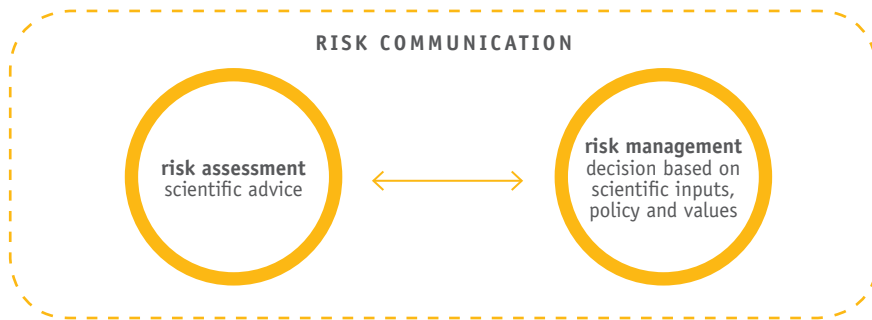 RISK COMMUNICATION
risk assessment
scientific advice
risk management
decision based on
scientific inputs,
policy and values